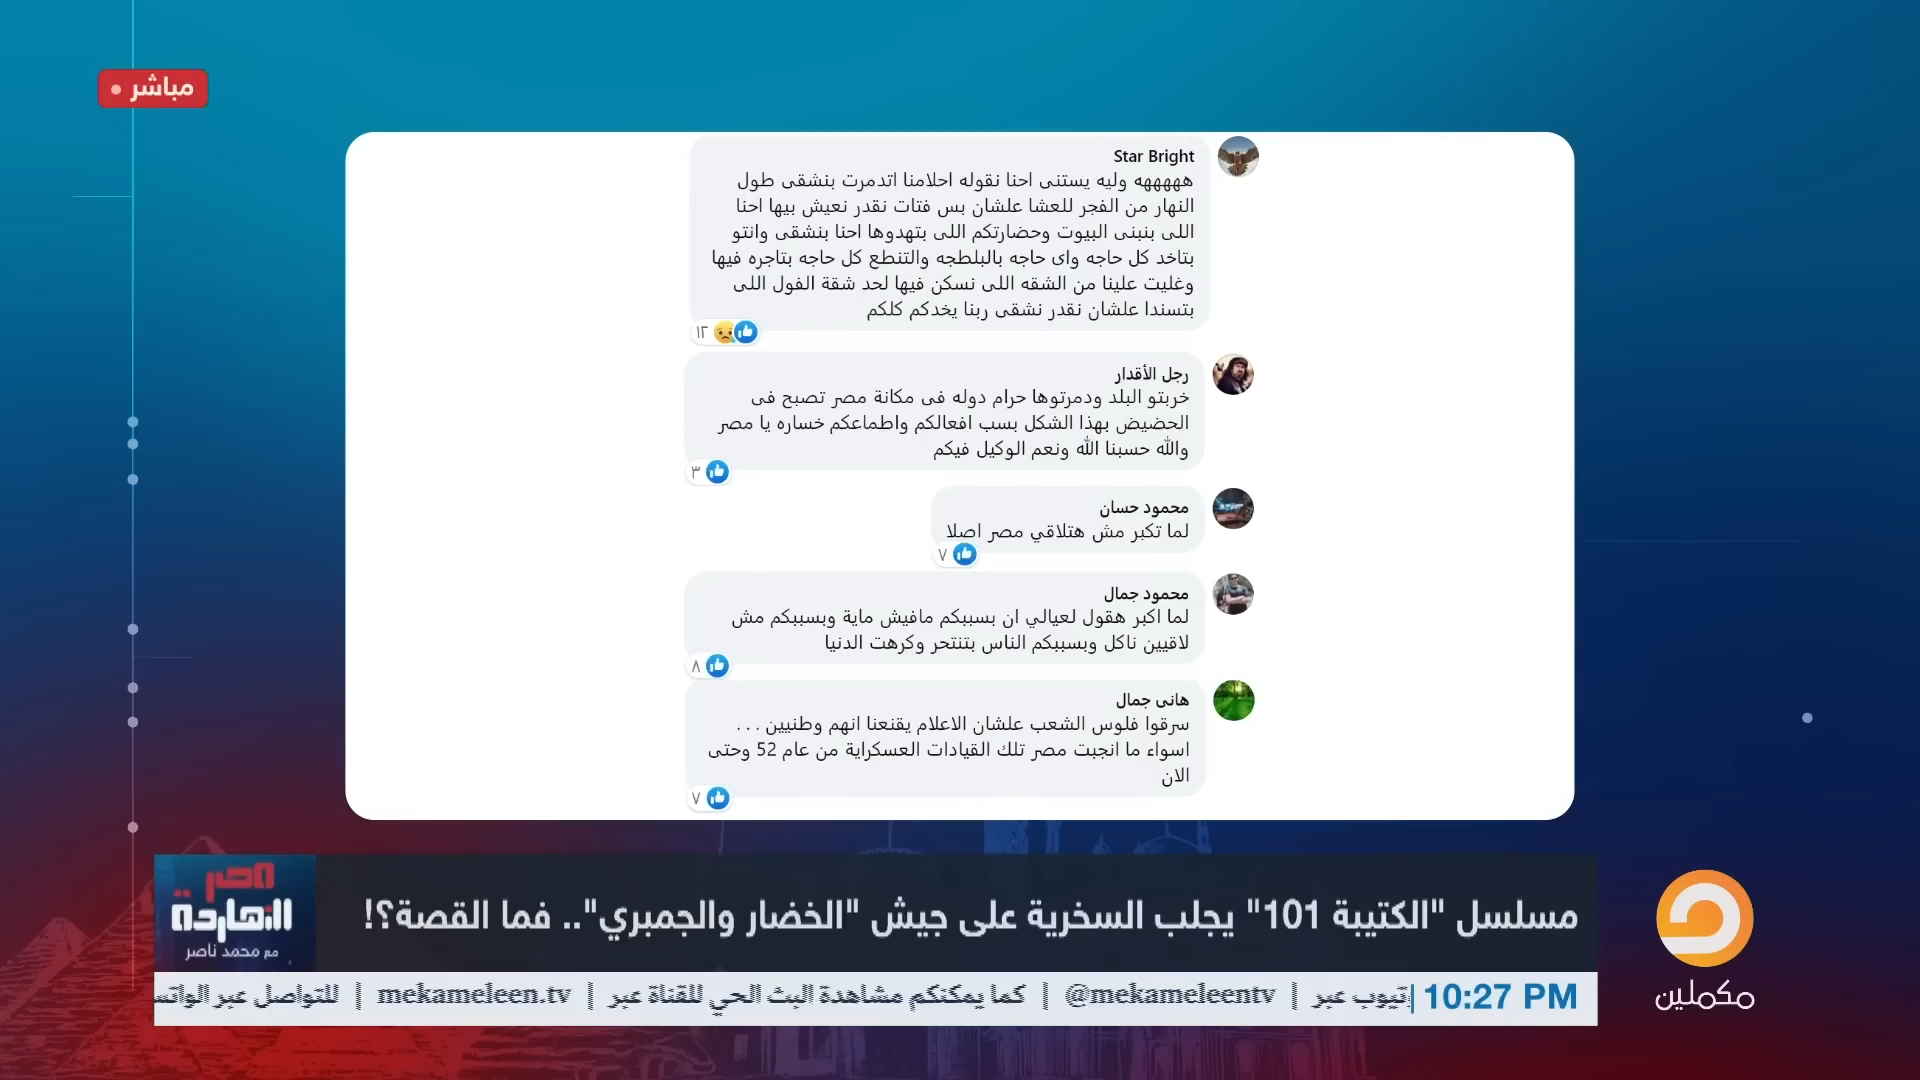 مباشر
Star Bright
هههههه وليه يستنى احنا نقوله احلامنا اتدمرت بنشقى طول
النهار من الفجر للعشا علشان بس فتات نقدر نعيش بيها احنا
اللى بنبنى البيوت وحضارتكم اللى بتهدوها احنا بنشقى وانتو
بتاخد كل حاجه واى حاجه بالبلطجه والتنطع كل حاجه بتاجره فيها
وغليت علينا من الشقه اللى نسكن فيها لحد شقة الفول اللى
بتسندا علشان نقدر نشقى ربنا يخدكم كلكم
١٢
رجل الأقدار
خربتو البلد ودمرتوها حرام دوله فى مكانة مصر تصبح فى
الحضيض بهذا الشكل بسب افعالكم واطماعكم خساره يا مصر
والله حسبنا الله ونعم الوكيل فيكم
٣
محمود حسان
لما تكبر مش هتلاقي مصر اصلا
٧
محمود جمال
لما اكبر هقول لعيالي ان بسببكم مافيش ماية وبسببكم مش
لاقيين ناكل وبسببكم الناس بتنتحر وكرهت الدنيا
٨
هانى جمال
سرقوا فلوس الشعب علشان الاعلام يقنعنا انهم وطنيين . . .
اسواء ما انجبت مصر تلك القيادات العسكراية من عام 52 وحتى
الان
٧
مسلسل "الكتيبة 101" يجلب السخرية على جيش "الخضار والجمبري".. فما القصة؟!
مصر
النهاردة
مع محمد ناصر
10:27 PM
يوتيوب عبر | @mekameleentv | كما يمكنكم مشاهدة البث الحي للقناة عبر | mekameleen.tv | للتواصل عبر
مكملين